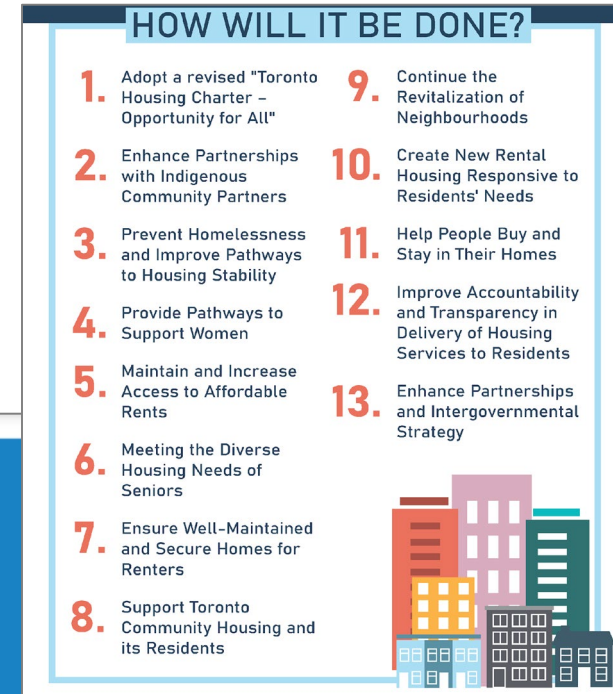 HOW WILL IT BE DONE?
1. Adopt a revised "Toronto
Housing Charter –
Opportunity for All"
2. Enhance Partnerships
with Indigenous
Community Partners
3. Prevent Homelessness
and Improve Pathways
to Housing Stability
4. Provide Pathways to
Support Women
5. Maintain and Increase
Access to Affordable
Rents
6. Meeting the Diverse
Housing Needs of
Seniors
7. Ensure Well-Maintained
and Secure Homes for
Renters
8. Support Toronto
Community Housing and
its Residents
9. Continue the
Revitalization of
Neighbourhoods
10. Create New Rental
Housing Responsive to
Residents' Needs
11. Help People Buy and
Stay in Their Homes
12. Improve Accountability
and Transparency in
Delivery of Housing
Services to Residents
13. Enhance Partnerships
and Intergovernmental
Strategy